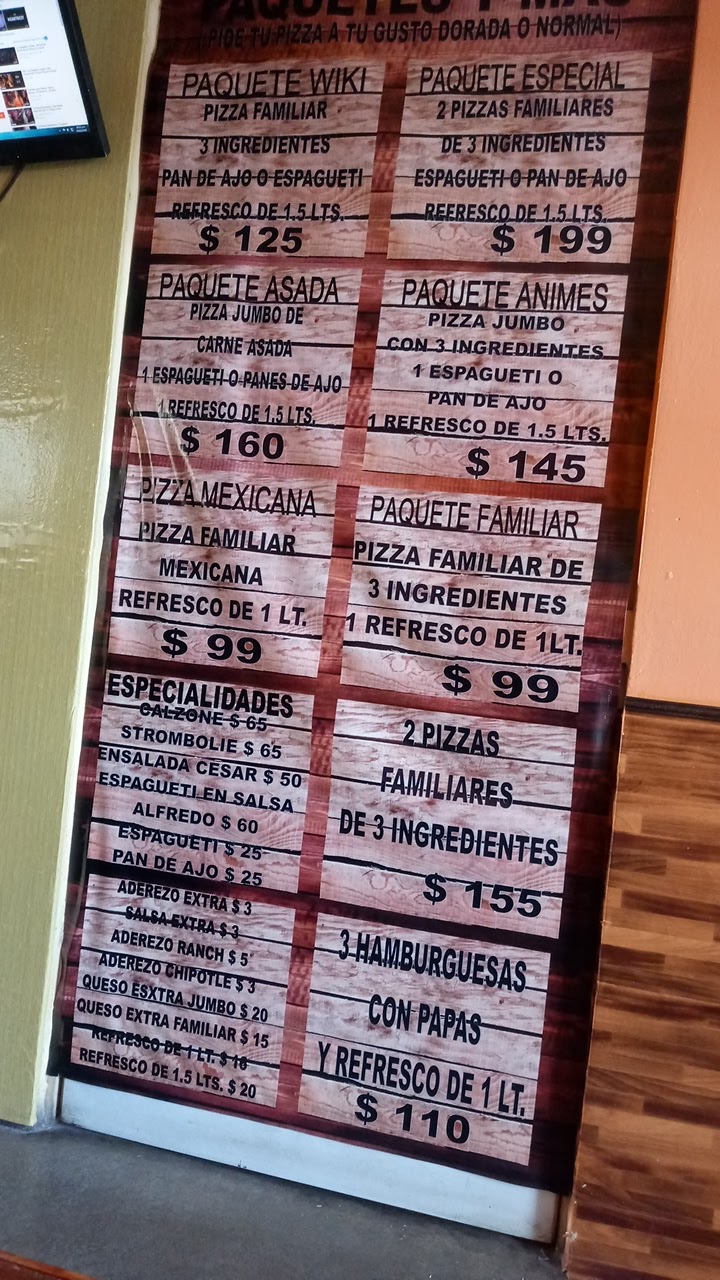 PAQUETES Y MAS
(PIDE TU PIZZA A TU GUSTO DORADA O NORMAL)
PAQUETE WIKI
PIZZA FAMILIAR
3 INGREDIENTES
PAN DE AJO O ESPAGUETI
REFRESCO DE 1.5 LTS.
$ 125
PAQUETE ESPECIAL
2 PIZZAS FAMILIARES
DE 3 INGREDIENTES
ESPAGUETI O PAN DE AJO
REFRESCO DE 1.5 LTS.
$ 199
PAQUETE ASADA
PIZZA JUMBO DE
CARNE ASADA
1 ESPAGUETI O PANES DE AJO
1 REFRESCO DE 1.5 LTS.
$ 160
PAQUETE ANIMES
PIZZA JUMBO
CON 3 INGREDIENTES
1 ESPAGUETI O
PAN DE AJO
1 REFRESCO DE 1.5 LTS.
$ 145
PIZZA MEXICANA
PIZZA FAMILIAR
MEXICANA
REFRESCO DE 1 LT.
$ 99
PAQUETE FAMILIAR
PIZZA FAMILIAR DE
3 INGREDIENTES
1 REFRESCO DE 1LT.
$ 99
ESPECIALIDADES
CALZONE $ 65
STROMBOLIE $ 65
ENSALADA CESAR $ 50
ESPAGUETI EN SALSA
ALFREDO $ 60
ESPAGUETI $ 25
PAN DE AJO $ 25
2 PIZZAS
FAMILIARES
DE 3 INGREDIENTES
$ 155
ADEREZO EXTRA $ 3
SALSA EXTRA $ 3
ADEREZO RANCH $ 5
ADEREZO CHIPOTLE $ 3
QUESO ESXTRA JUMBO $ 20
QUESO EXTRA FAMILIAR $ 15
REFRESCO DE 1 LT. $ 16
REFRESCO DE 1.5 LTS. $ 20
3 HAMBURGUESAS
CON PAPAS
Y REFRESCO DE 1 LT.
$ 110